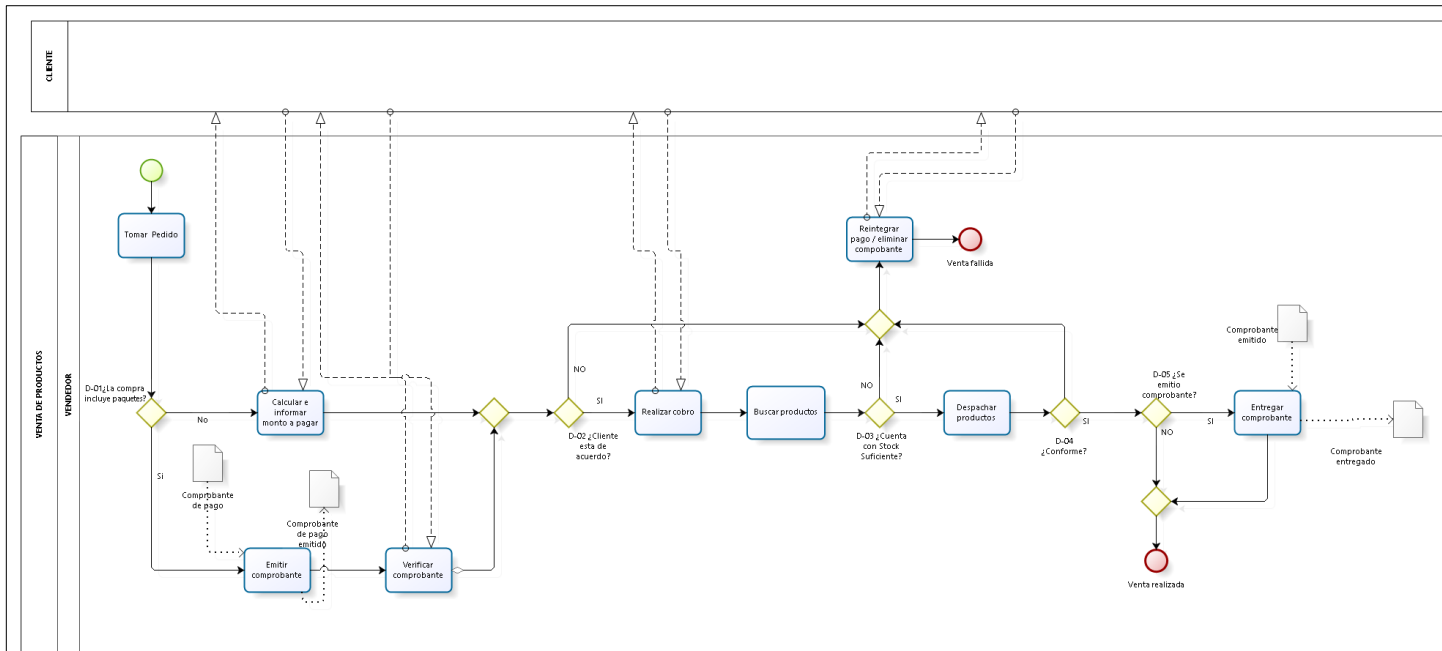 CLIENTE
VENTA DE PRODUCTOS
VENDEDOR
Tomar Pedido
D-01¿La compra
incluye paquetes?
No
Si
Calcular e
informar
monto a pagar
Comprobante
de pago
Comprobante
de pago
emitido
Emitir
comprobante
Verificar
comprobante
NO
SI
D-02 ¿Cliente
esta de
acuerdo?
Realizar cobro
Buscar productos
Reintegrar
pago / eliminar
compobante
Venta fallida
NO
SI
D-03 ¿Cuenta
con Stock
Suficiente?
Despachar
productos
D-04
¿Conforme?
SI
D-05 ¿Se
emitio
comprobante?
NO
SI
Comprobante
emitido
Entregar
comprobante
Comprobante
entregado
Venta realizada